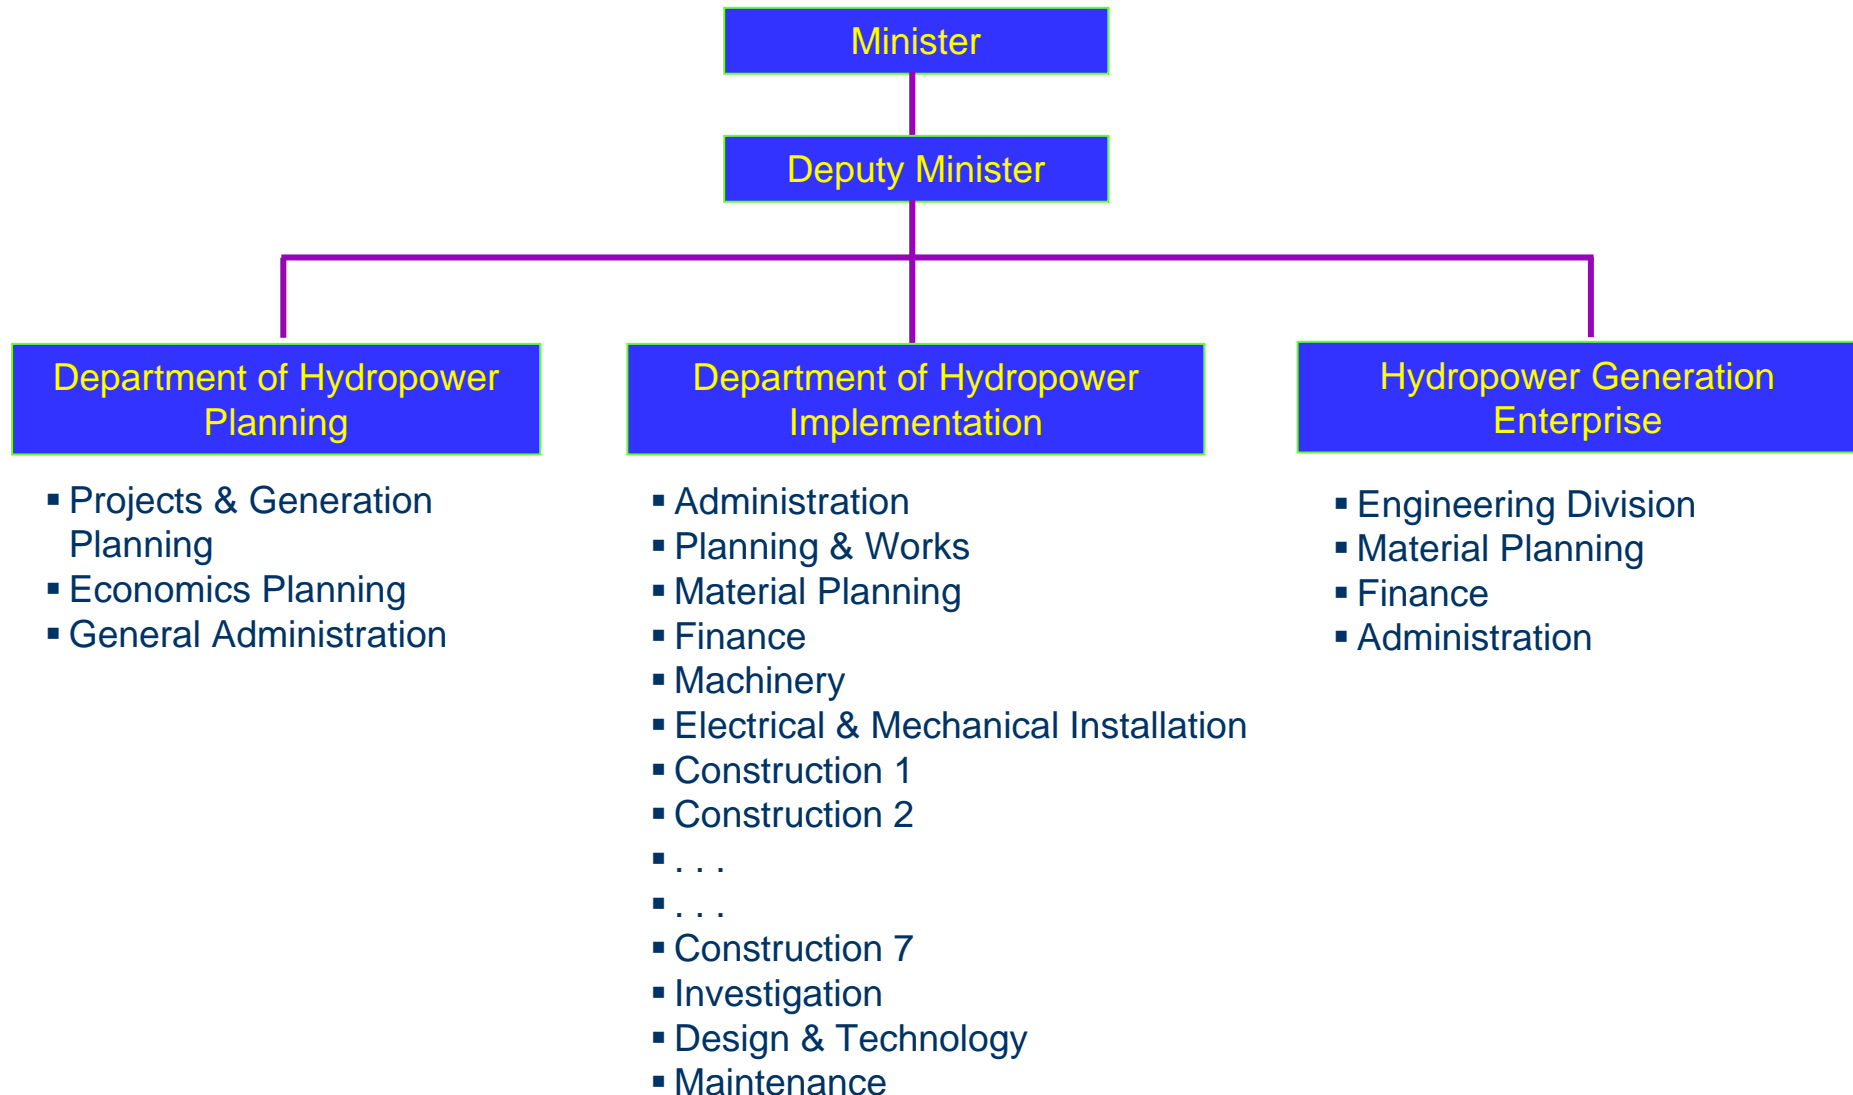 Minister
Deputy Minister
Department of Hydropower
Planning
▪ Projects & Generation
Planning
▪ Economics Planning
▪ General Administration
Department of Hydropower
Implementation
▪ Administration
▪ Planning & Works
▪ Material Planning
▪ Finance
▪ Machinery
▪ Electrical & Mechanical Installation
▪ Construction 1
▪ Construction 2
▪ . . .
▪ . . .
▪ Construction 7
▪ Investigation
▪ Design & Technology
▪ Maintenance
Hydropower Generation
Enterprise
▪ Engineering Division
▪ Material Planning
▪ Finance
▪ Administration